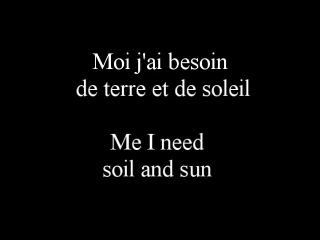 Moi j'ai besoin
de terre et de soleil
Me I need
soil and sun